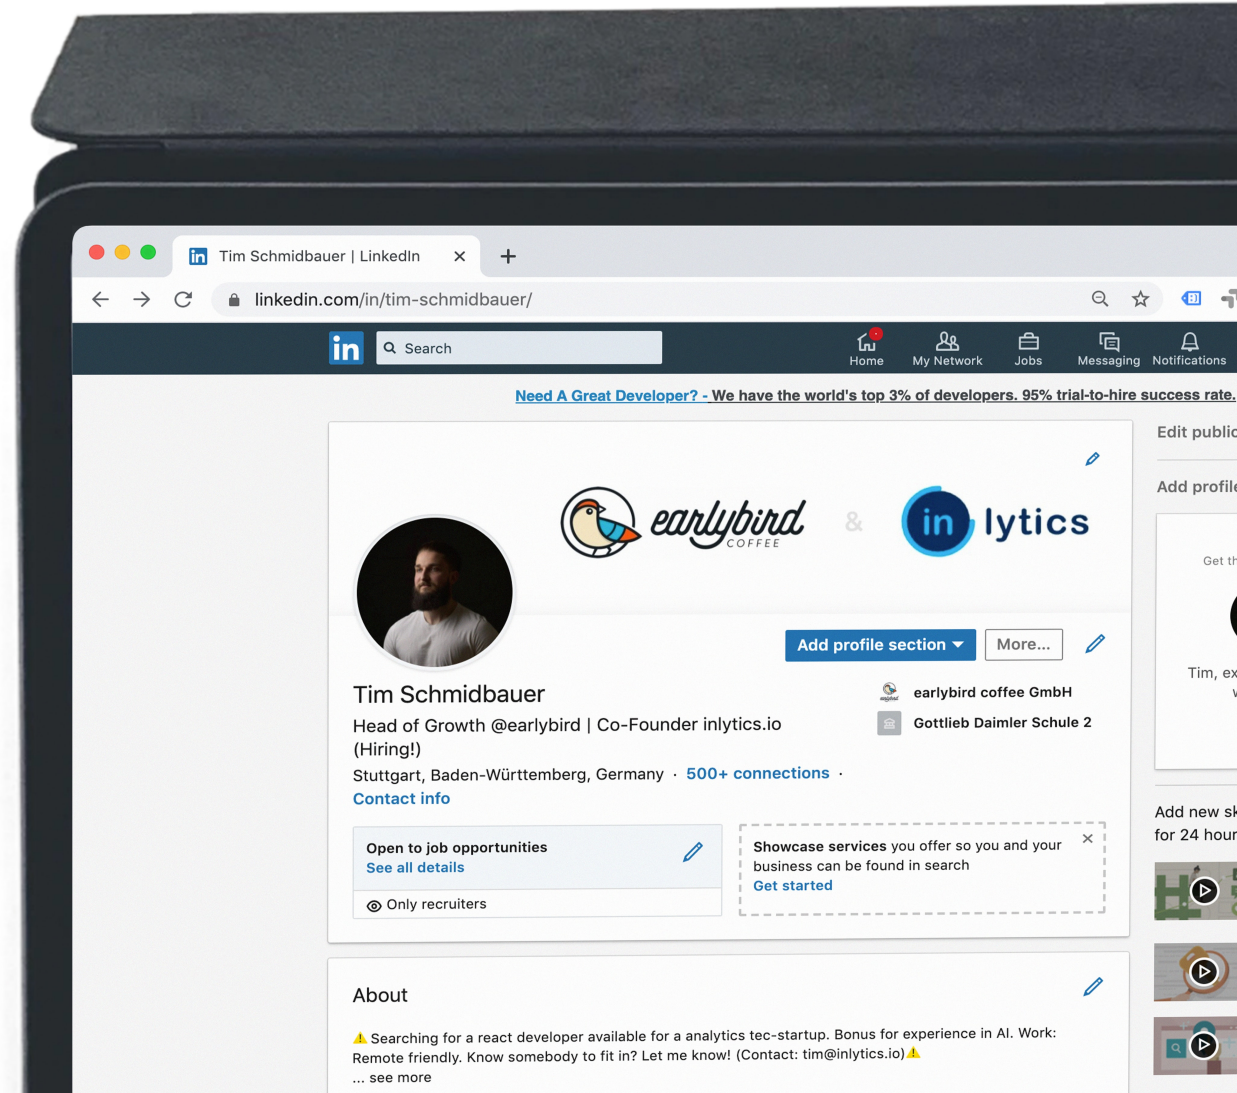 in Tim Schmidbauer | LinkedIn × +
linkedin.com/in/tim-schmidbauer/
in Search
Home My Network Jobs Messaging Notifications
Need A Great Developer? - We have the world's top 3% of developers. 95% trial-to-hire success rate.
Edit public
Add profile
earlybird
COFFEE
&
in lytics
Get
Add profile section More...
Tim,
Tim Schmidbauer
earlybird coffee GmbH
Head of Growth @earlybird | Co-Founder inlytics.io
(Hiring!)
Gottlieb Daimler Schule 2
Stuttgart, Baden-Württemberg, Germany · 500+ connections ·
Contact info
Add new
for 24
Open to job opportunities
See all details
Only recruiters
Showcase services you offer so you and your
business can be found in search
Get started
About
⚠️Searching for a react developer available for a analytics tec-startup. Bonus for experience in AI. Work:
Remote friendly. Know somebody to fit in? Let me know! (Contact: tim@inlytics.io)⚠️
... see more